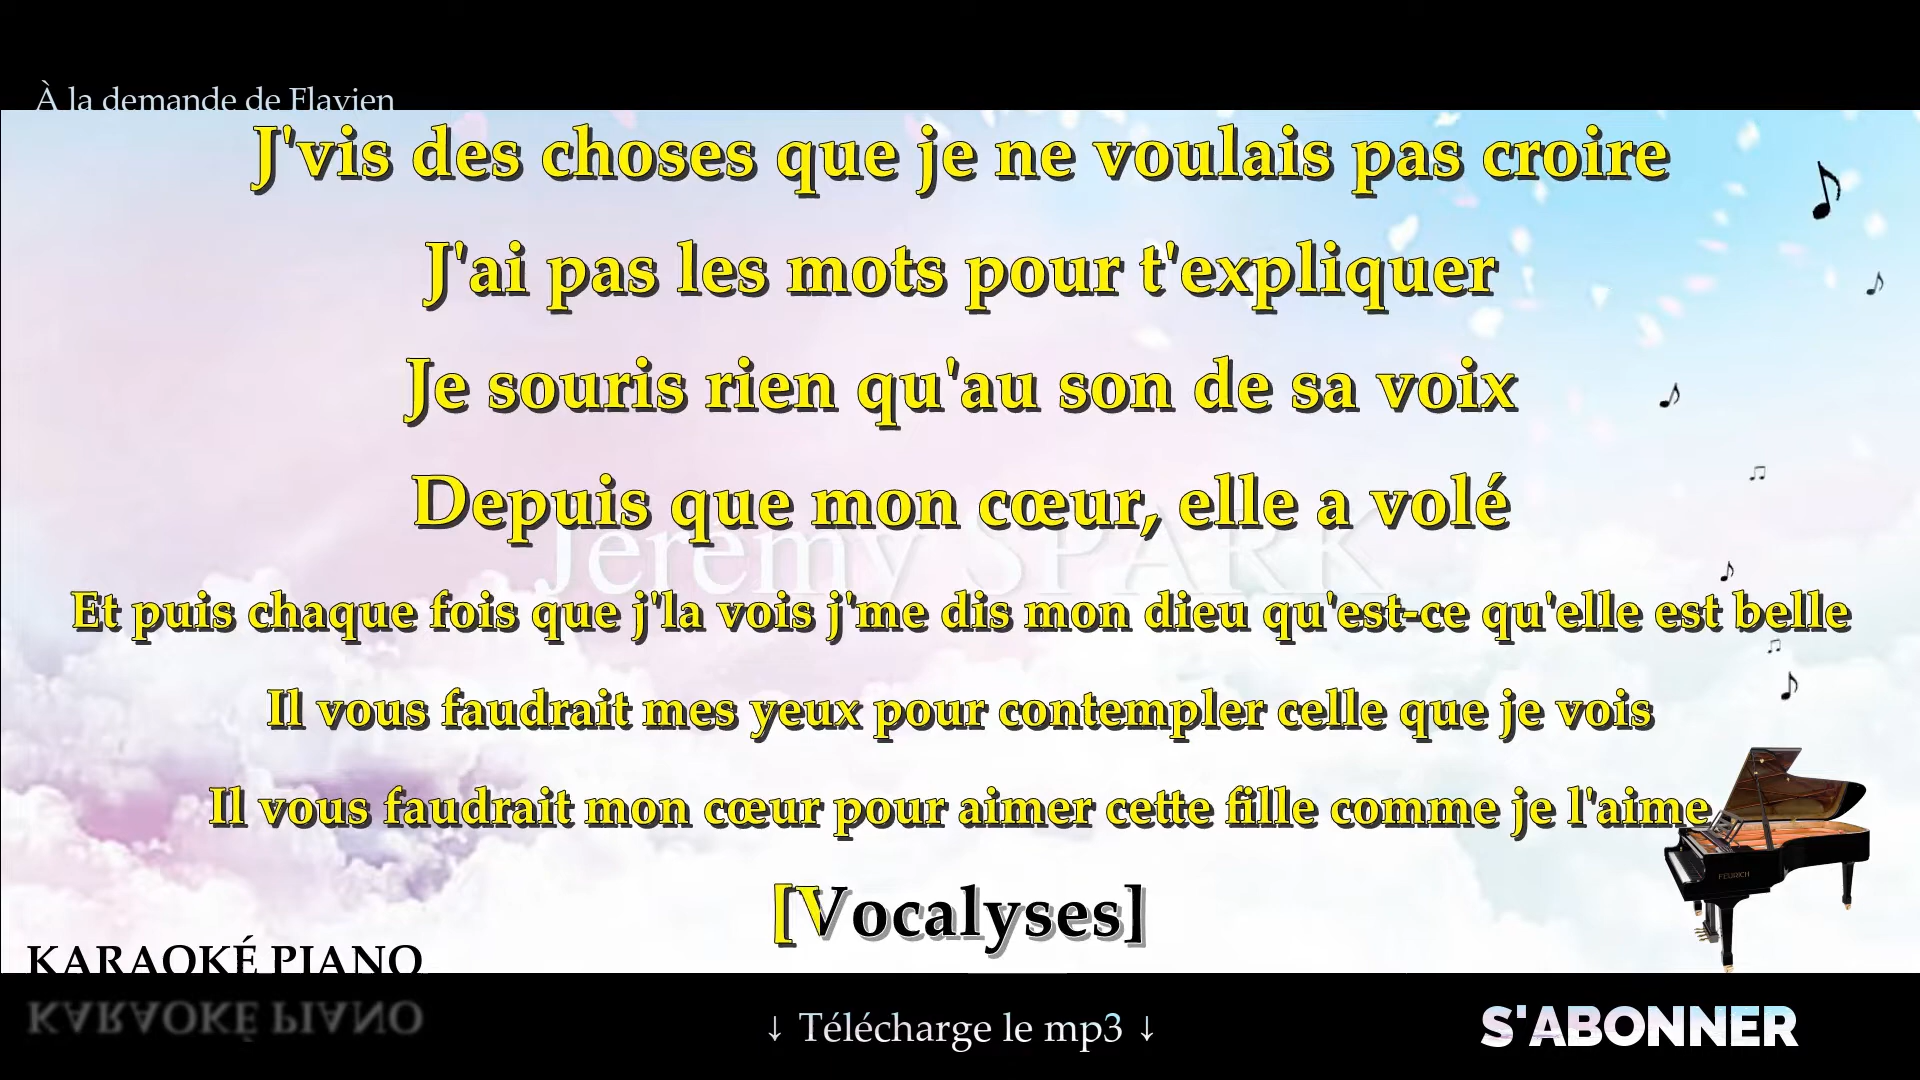 À la demande de Flavien
J'vis des choses que je ne voulais pas croire
J'ai pas les mots pour t'expliquer
Je souris rien qu'au son de sa voix
Depuis que mon cœur, elle a volé
Jérémy SPARK
Et puis chaque fois que j'la vois j'me dis mon dieu qu'est-ce qu'elle est belle
Il vous faudrait mes yeux pour contempler celle que je vois
Il vous faudrait mon cœur pour aimer cette fille comme je l'aime
FEURICH
[Vocalyses]
KARAOKÉ PIANO
KARAOKÉ PIANO
↓ Télécharge le mp3 ↓
S'ABONNER